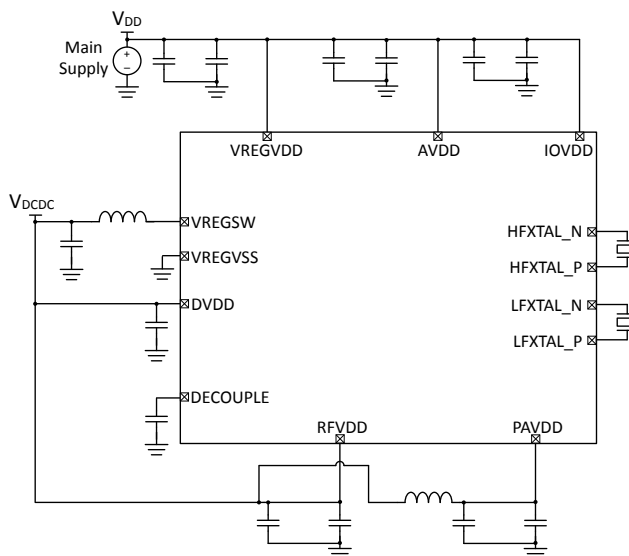 VDD
Main
Supply
+
−
VREGVDD
AVDD
IOVDD
VDCDC
VREGSW
HFXTAL_N
VREGVSS
HFXTAL_P
DVDD
LFXTAL_N
LFXTAL_P
DECOUPLE
RFVDD
PAVDD